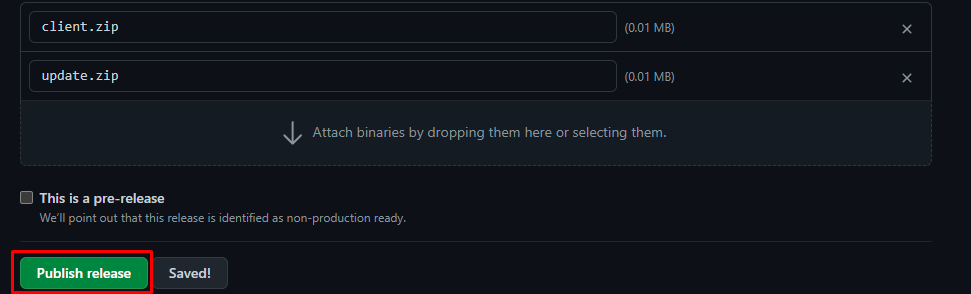 client.zip (0.01 MB)
update.zip (0.01 MB)
Attach binaries by dropping them here or selecting them.
This is a pre-release
We'll point out that this release is identified as non-production ready.
Publish release Saved!